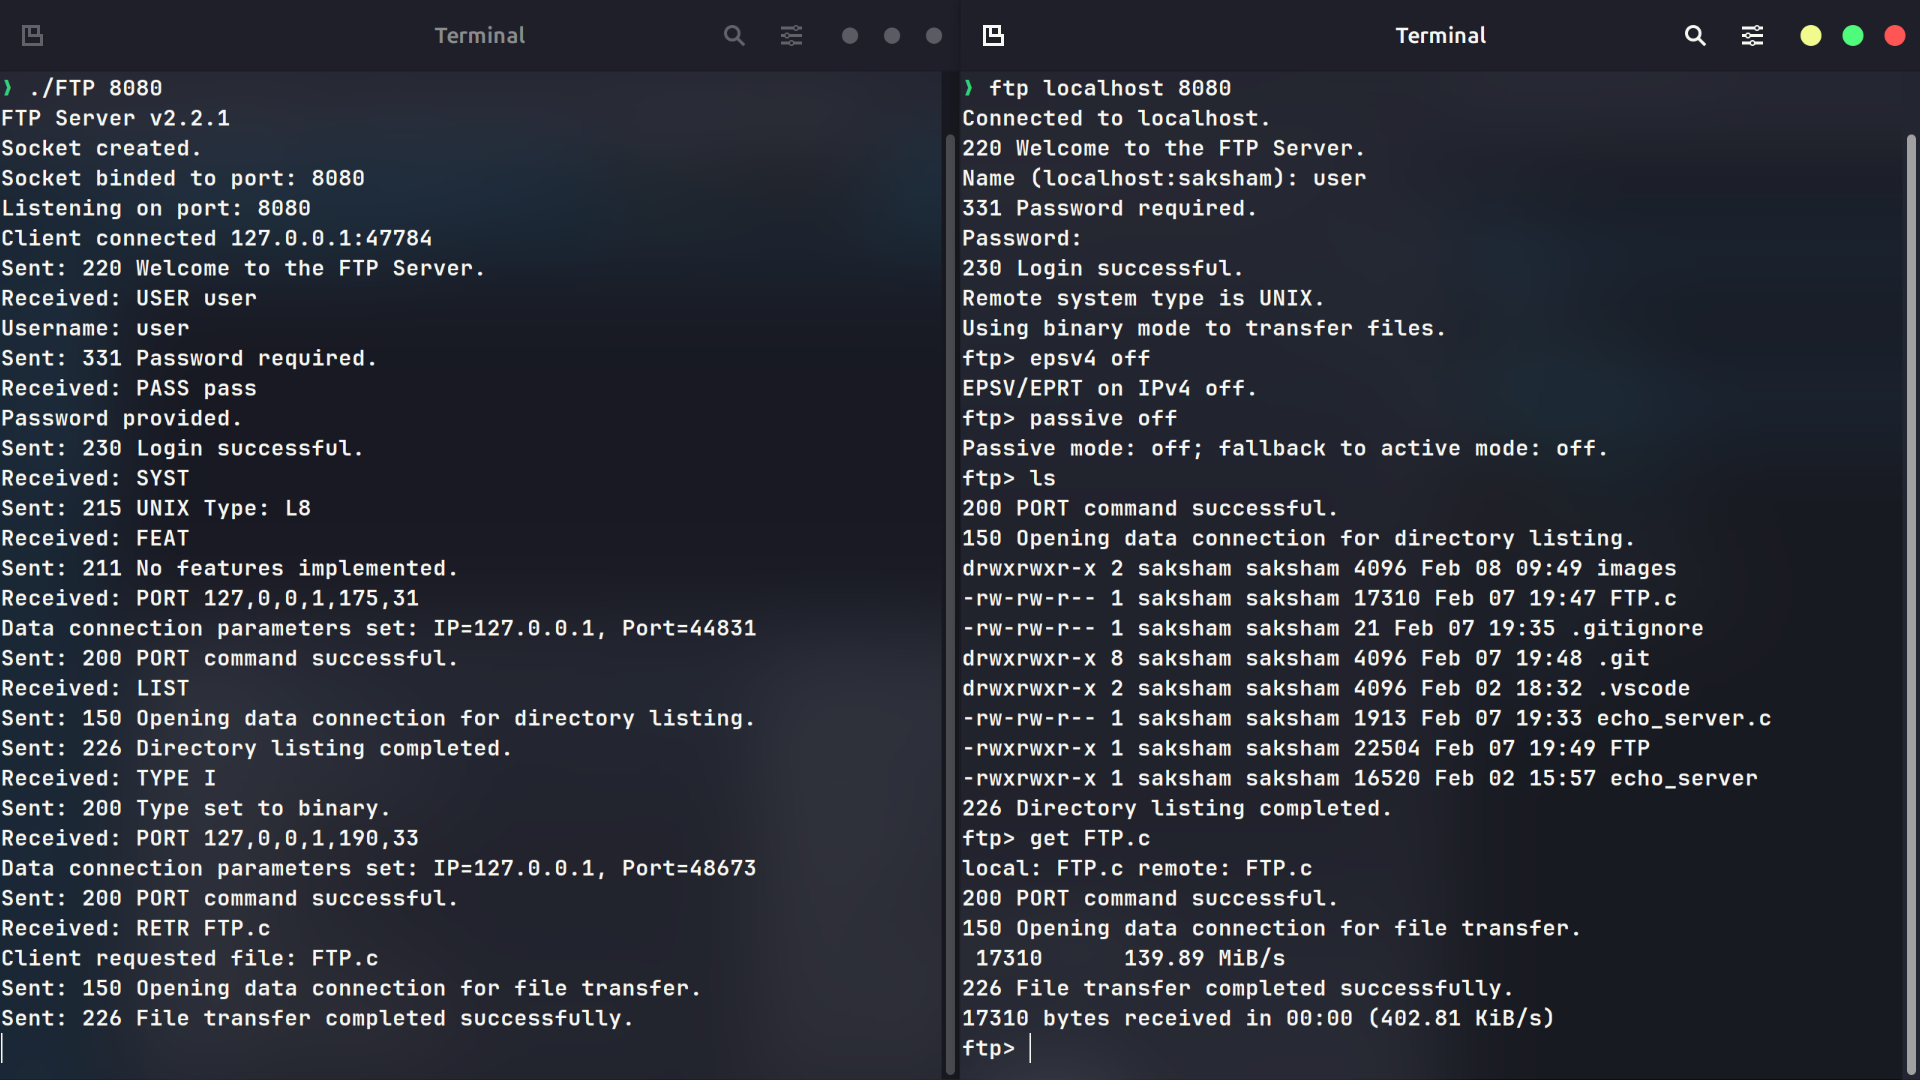 Terminal
❯ ./FTP 8080
FTP Server v2.2.1
Socket created.
Socket binded to port: 8080
Listening on port: 8080
Client connected 127.0.0.1:47784
Sent: 220 Welcome to the FTP Server.
Received: USER user
Username: user
Sent: 331 Password required.
Received: PASS pass
Password provided.
Sent: 230 Login successful.
Received: SYST
Sent: 215 UNIX Type: L8
Received: FEAT
Sent: 211 No features implemented.
Received: PORT 127,0,0,1,175,31
Data connection parameters set: IP=127.0.0.1, Port=44831
Sent: 200 PORT command successful.
Received: LIST
Sent: 150 Opening data connection for directory listing.
Sent: 226 Directory listing completed.
Received: TYPE I
Sent: 200 Type set to binary.
Received: PORT 127,0,0,1,190,33
Data connection parameters set: IP=127.0.0.1, Port=48673
Sent: 200 PORT command successful.
Received: RETR FTP.c
Client requested file: FTP.c
Sent: 150 Opening data connection for file transfer.
Sent: 226 File transfer completed successfully.
Terminal
❯ ftp localhost 8080
Connected to localhost.
220 Welcome to the FTP Server.
Name (localhost:saksham): user
331 Password required.
Password:
230 Login successful.
Remote system type is UNIX.
Using binary mode to transfer files.
ftp> epsv4 off
EPSV/EPRT on IPv4 off.
ftp> passive off
Passive mode: off; fallback to active mode: off.
ftp> ls
200 PORT command successful.
150 Opening data connection for directory listing.
drwxrwxr-x 2 saksham saksham 4096 Feb 08 09:49 images
-rw-rw-r-- 1 saksham saksham 17310 Feb 07 19:47 FTP.c
-rw-rw-r-- 1 saksham saksham 21 Feb 07 19:35 .gitignore
drwxrwxr-x 8 saksham saksham 4096 Feb 07 19:48 .git
drwxrwxr-x 2 saksham saksham 4096 Feb 02 18:32 .vscode
-rw-rw-r-- 1 saksham saksham 1913 Feb 07 19:33 echo_server.c
-rwxrwxr-x 1 saksham saksham 22504 Feb 07 19:49 FTP
-rwxrwxr-x 1 saksham saksham 16520 Feb 02 15:57 echo_server
226 Directory listing completed.
ftp> get FTP.c
local: FTP.c remote: FTP.c
200 PORT command successful.
150 Opening data connection for file transfer.
17310      139.89 MiB/s
226 File transfer completed successfully.
17310 bytes received in 00:00 (402.81 KiB/s)
ftp>